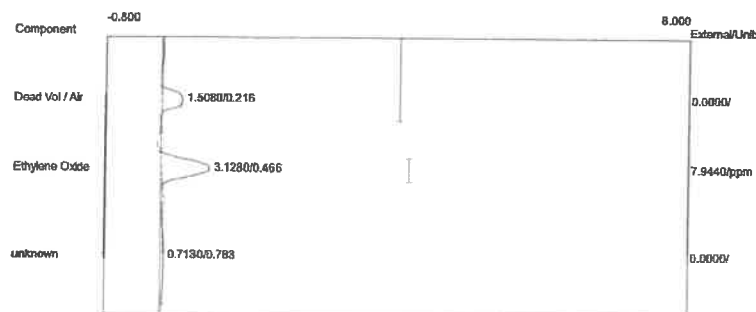 -0.800 8.000
Component External/Units
Dead Vol / Air 1.5080/0.216 0.0000/
Ethylene Oxide 3.1280/0.466 7.9440/ppm
unknown 0.7130/0.783 0.0000/